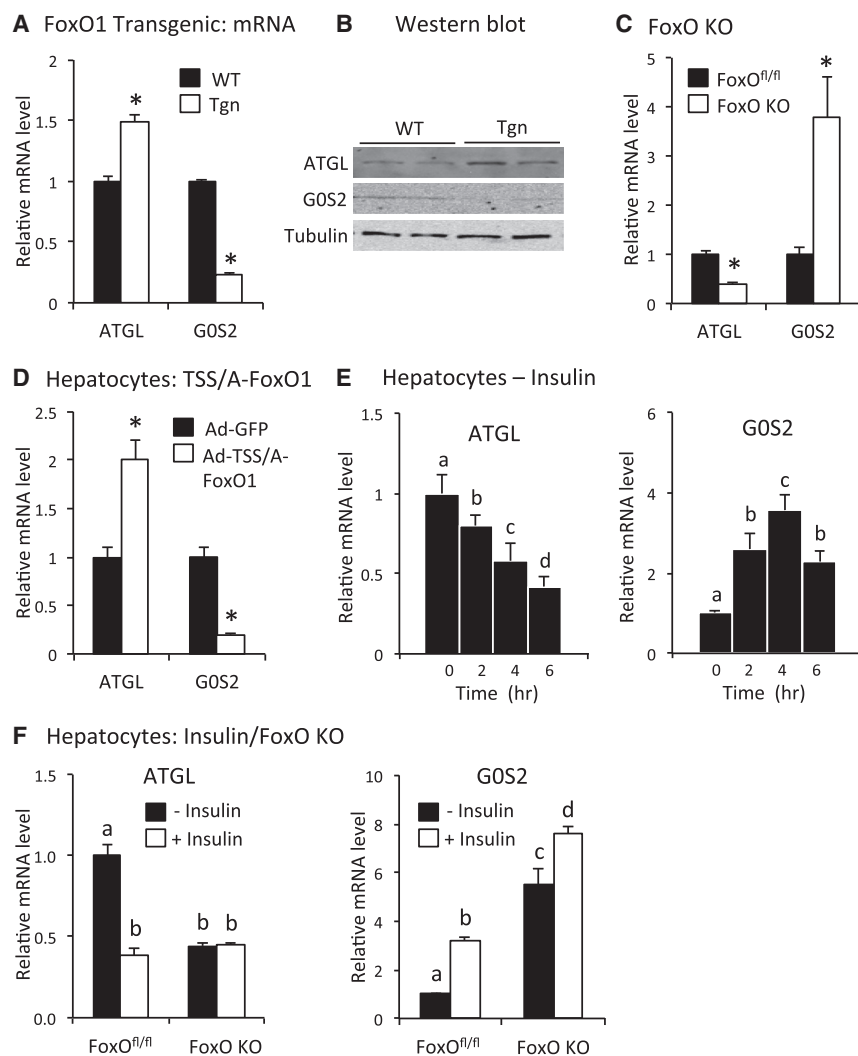 A FoxO1 Transgenic: mRNA
Relative mRNA level
2
1.5
1
0.5
0
WT
Tgn
*
*
ATGL
G0S2
B Western blot
WT
Tgn
ATGL
G0S2
Tubulin
C FoxO KO
Relative mRNA level
5
4
5
2
1
0
FoxOfl/fl
FoxO KO
*
*
ATGL
G0S2
D Hepatocytes: TSS/A-FoxO1
Relative mRNA level
2.5
2
1.5
1
0.5
0
Ad-GFP
Ad-TSS/A-
FoxO1
*
*
ATGL
G0S2
E Hepatocytes – Insulin
ATGL
Relative mRNA level
1.5
1
0.5
0
a
b
c
d
0 2 4 6
Time (hr)
G0S2
Relative mRNA level
6
4
2
0
a
b
c
b
0 2 4 6
Time (hr)
F Hepatocytes: Insulin/FoxO KO
ATGL
Relative mRNA level
1.5
1.0
0.5
0.0
- Insulin
+ Insulin
a
b
b
b
FoxOfl/fl
FoxO KO
G0S2
Relative mRNA level
10
8
6
4
2
0
- Insulin
+ Insulin
a
b
c
d
FoxOfl/fl
FoxO KO